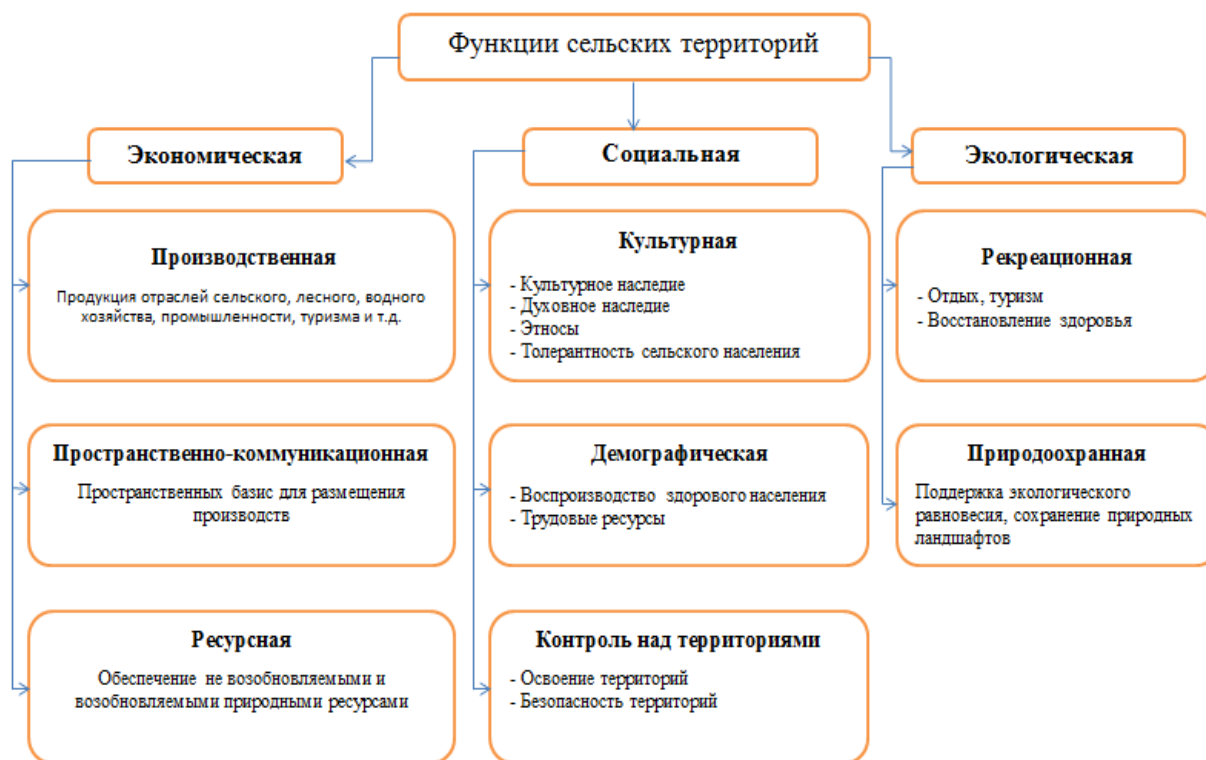 Функции сельских территорий
Экономическая
Социальная
Экологическая
Производственная
Продукция отраслей сельского, лесного, водного
хозяйства, промышленности, туризма и т.д.
Культурная
- Культурное наследие
- Духовное наследие
- Этносы
- Толерантность сельского населения
Рекреационная
- Отдых, туризм
- Восстановление здоровья
Пространственно-коммуникационная
Пространственных базис для размещения
производств
Демографическая
- Воспроизводство здорового населения
- Трудовые ресурсы
Природоохранная
Поддержка экологического
равновесия, сохранение природных
ландшафтов
Ресурсная
Обеспечение не возобновляемыми и
возобновляемыми природными ресурсами
Контроль над территориями
- Освоение территорий
- Безопасность территорий